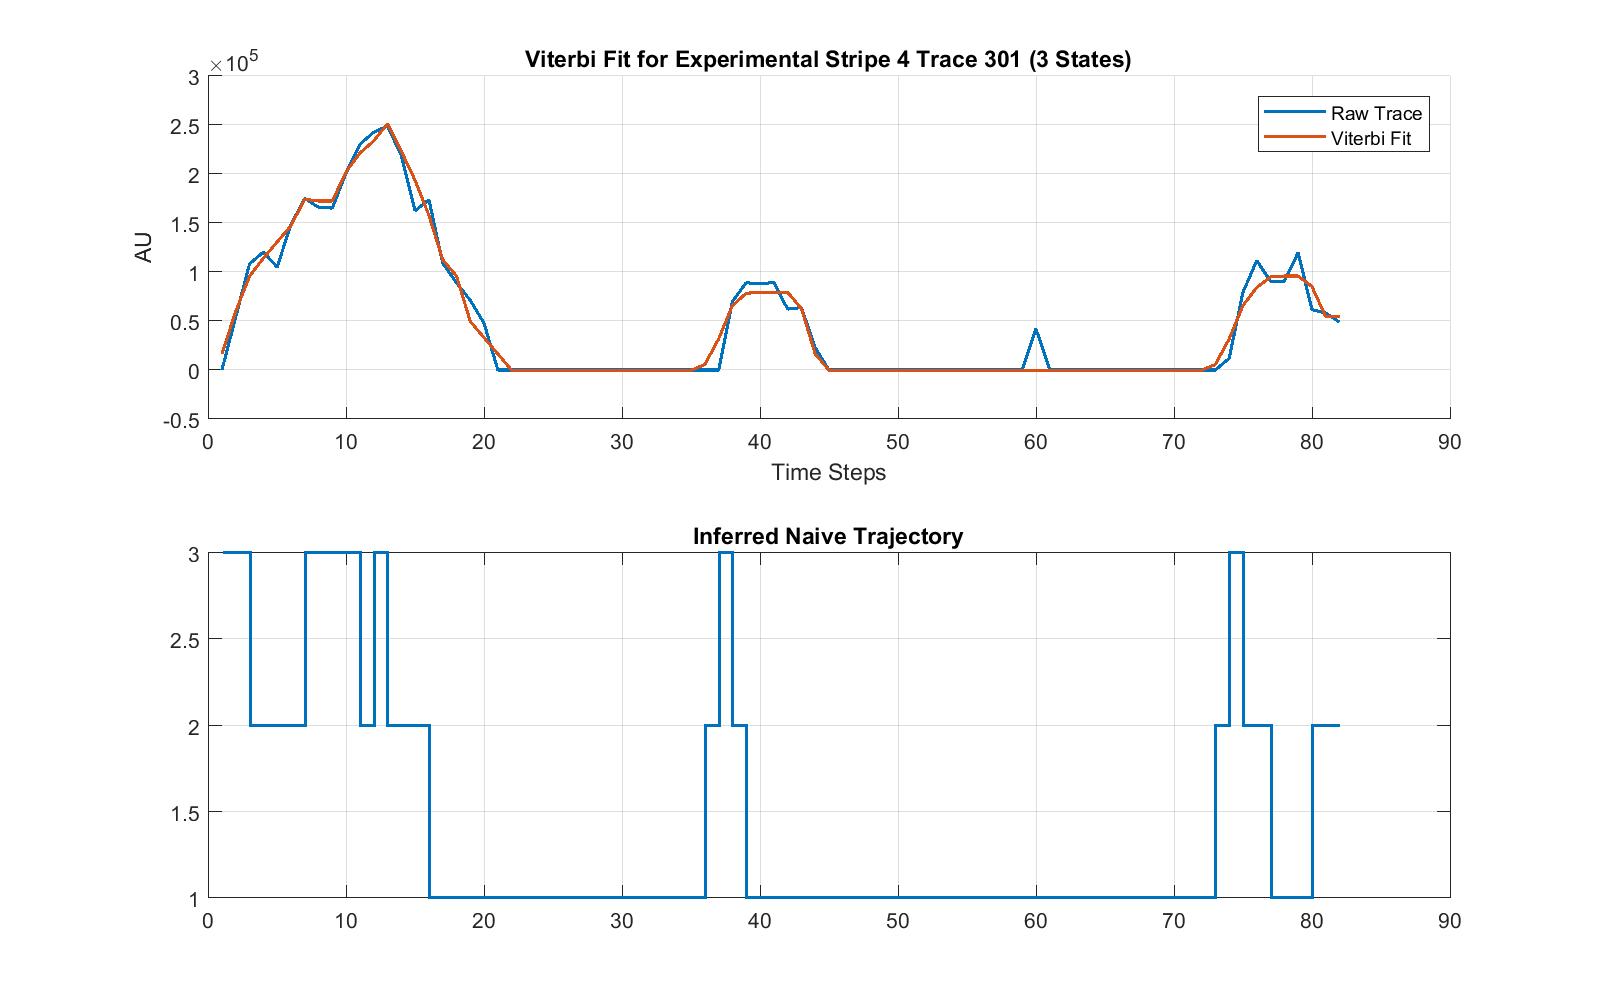 Viterbi Fit for Experimental Stripe 4 Trace 301 (3 States)
×10⁵
3
2.5
2
1.5
1
0.5
0
-0.5
AU
Raw Trace
Viterbi Fit
0 10 20 30 40 50 60 70 80 90
Time Steps
Inferred Naive Trajectory
3
2.5
2
1.5
1
0 10 20 30 40 50 60 70 80 90